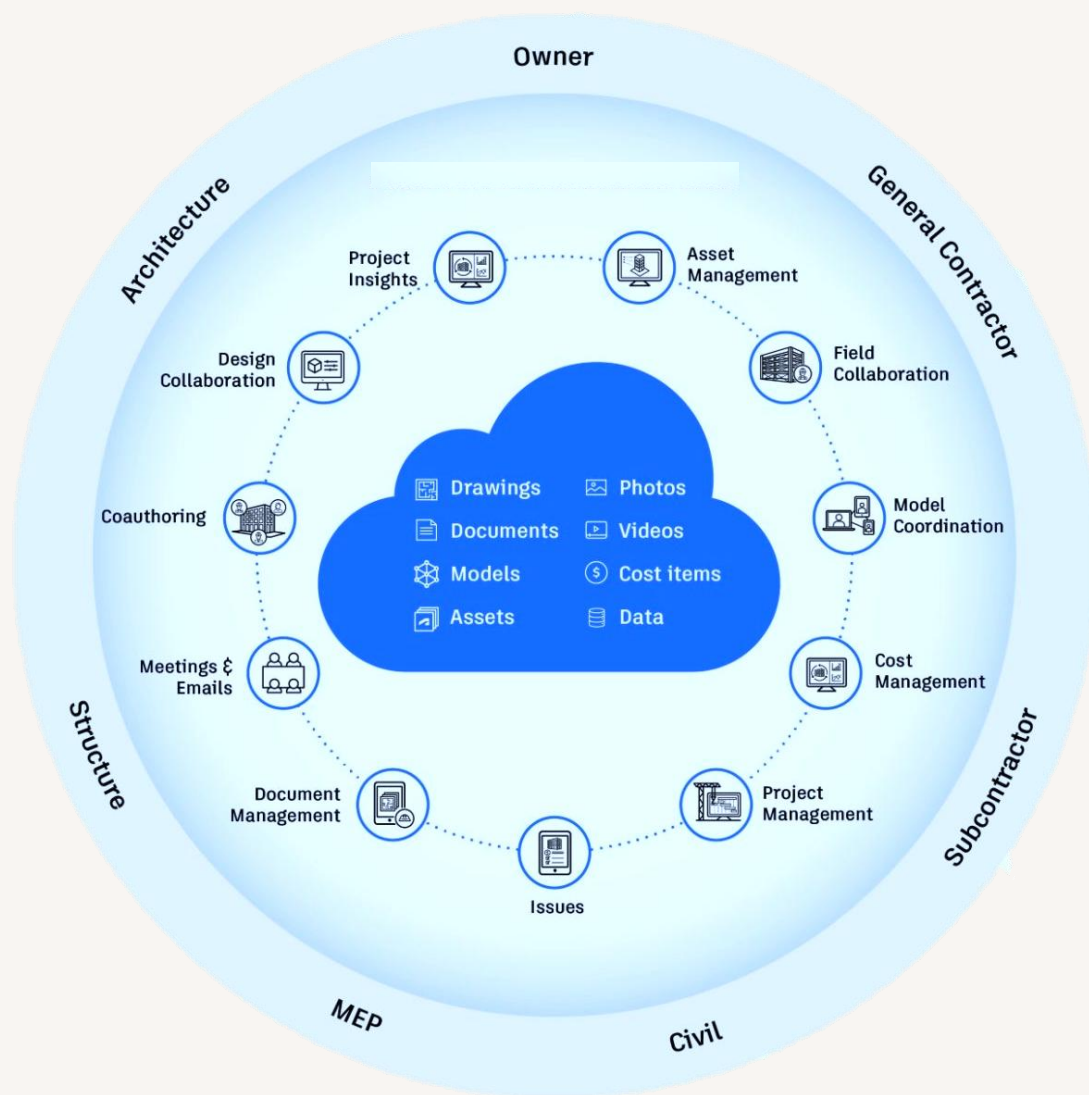 Owner
Architecture
General Contractor
Project
Insights
Asset
Management
Design
Collaboration
Field
Collaboration
Coauthoring
Model
Coordination
Drawings
Photos
Documents
Videos
Models
Cost items
Assets
Data
Meetings &
Emails
Cost
Management
Structure
Subcontractor
Document
Management
Project
Management
Issues
MEP
Civil